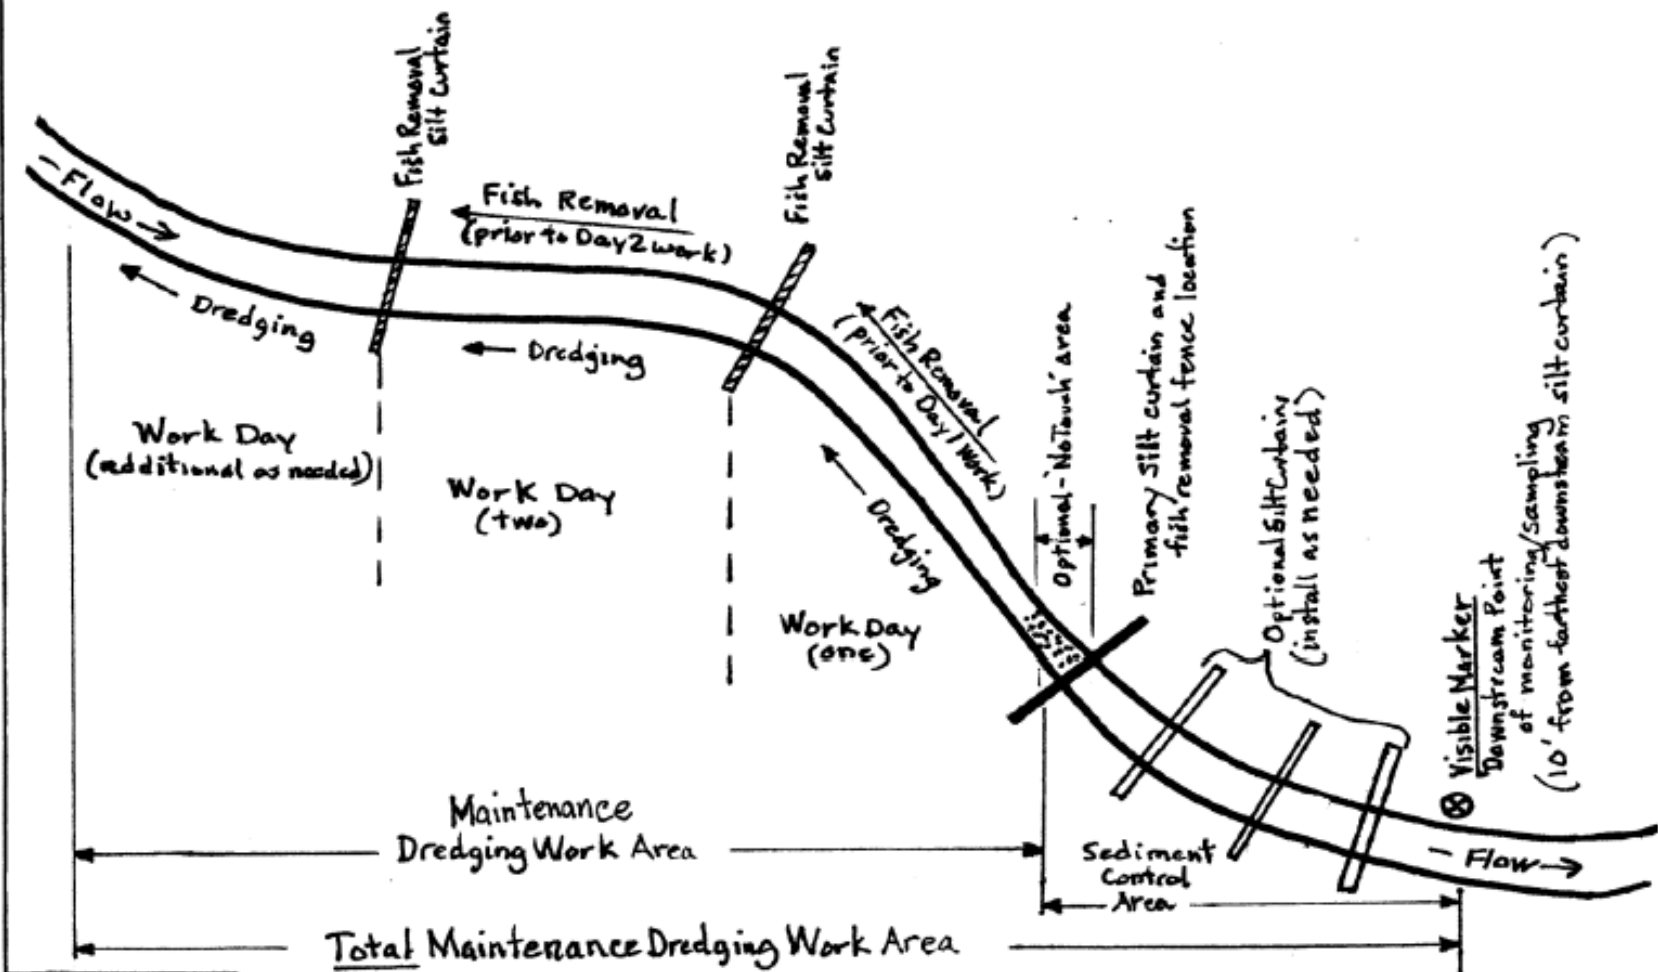 Fish Removal
Silt Curtain
Fish Removal
Silt Curtain
- Flow →
Fish Removal
(prior to Day 2 work)
Dredging
Dredging
Fish Removal
(prior to Day 1 work)
Dredging
Optional-"No Touch" area
Primary silt curtain and
fish removal fence location
Optional Silt Curtains
(install as needed)
Visible Marker
Downstream Point
of monitoring/sampling
(10' from farthest downstream silt curtain)
Work Day
(additional as needed)
Work Day
(two)
Work Day
(one)
Maintenance
Dredging Work Area
Sediment
Control
Area
- Flow →
Total Maintenance Dredging Work Area